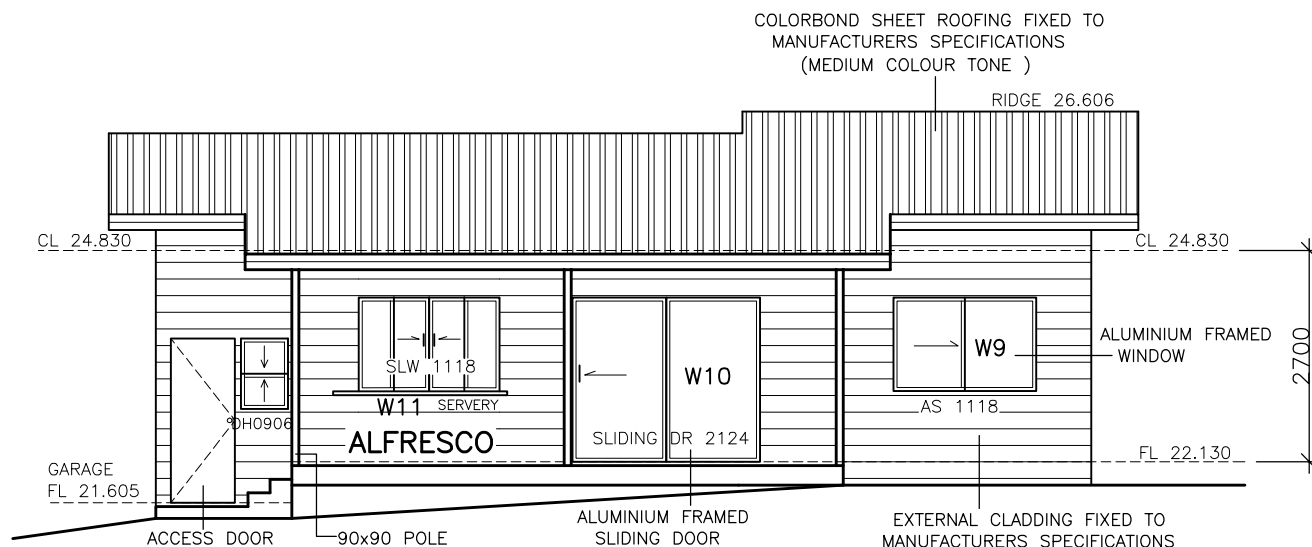 COLORBOND SHEET ROOFING FIXED TO
MANUFACTURERS SPECIFICATIONS
(MEDIUM COLOUR TONE )
RIDGE 26.606
CL 24.830
CL 24.830
2700
ALUMINIUM FRAMED
WINDOW
W9
AS 1118
SLW 1118
W10
W11 SERVERY
DH0906
ALFRESCO
SLIDING DR 2124
GARAGE
FL 21.605
FL 22.130
ACCESS DOOR
90x90 POLE
ALUMINIUM FRAMED
SLIDING DOOR
EXTERNAL CLADDING FIXED TO
MANUFACTURERS SPECIFICATIONS